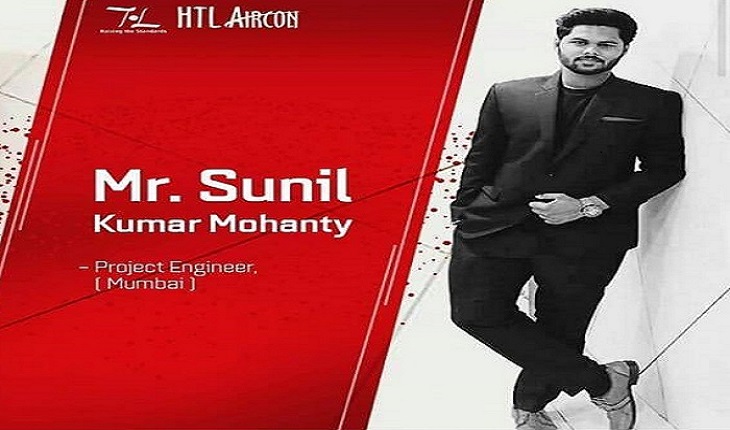 HTL AIRCON
Raising the Standards
Mr. Sunil
Kumar Mohanty
– Project Engineer,
[ Mumbai ]